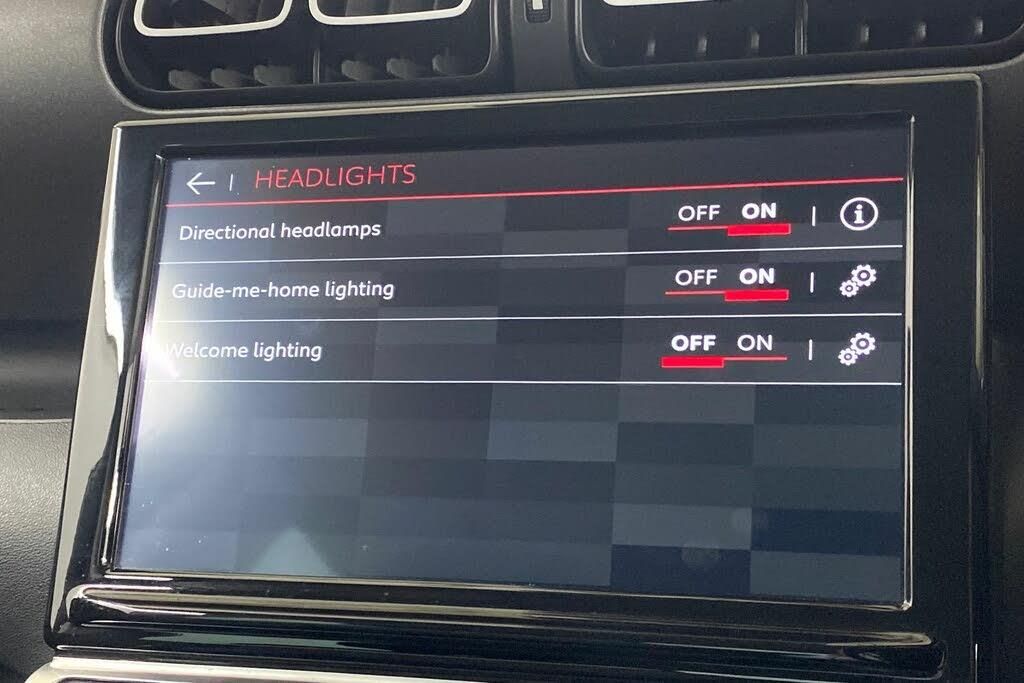 HEADLIGHTS
Directional headlamps OFF ON
Guide-me-home lighting OFF ON
Welcome lighting OFF ON